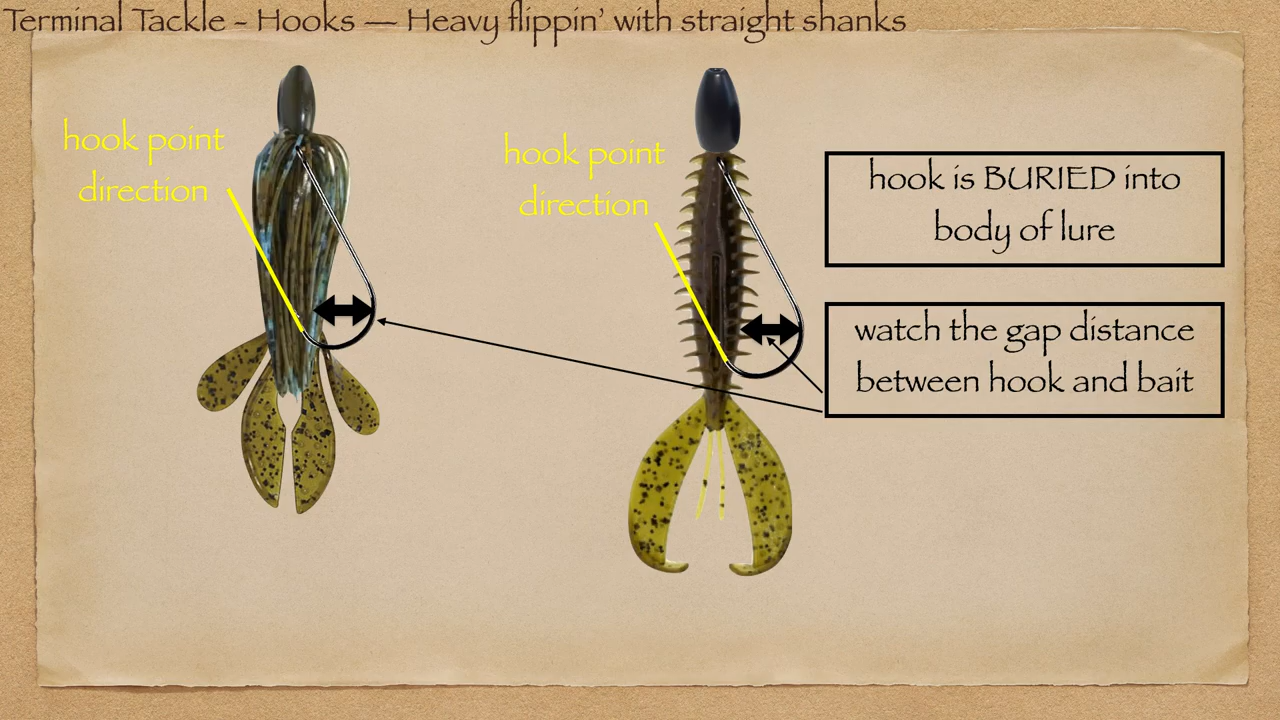 Terminal Tackle - Hooks — Heavy flippin’ with straight shanks
hook point
direction
hook point
direction
hook is BURIED into
body of lure
watch the gap distance
between hook and bait